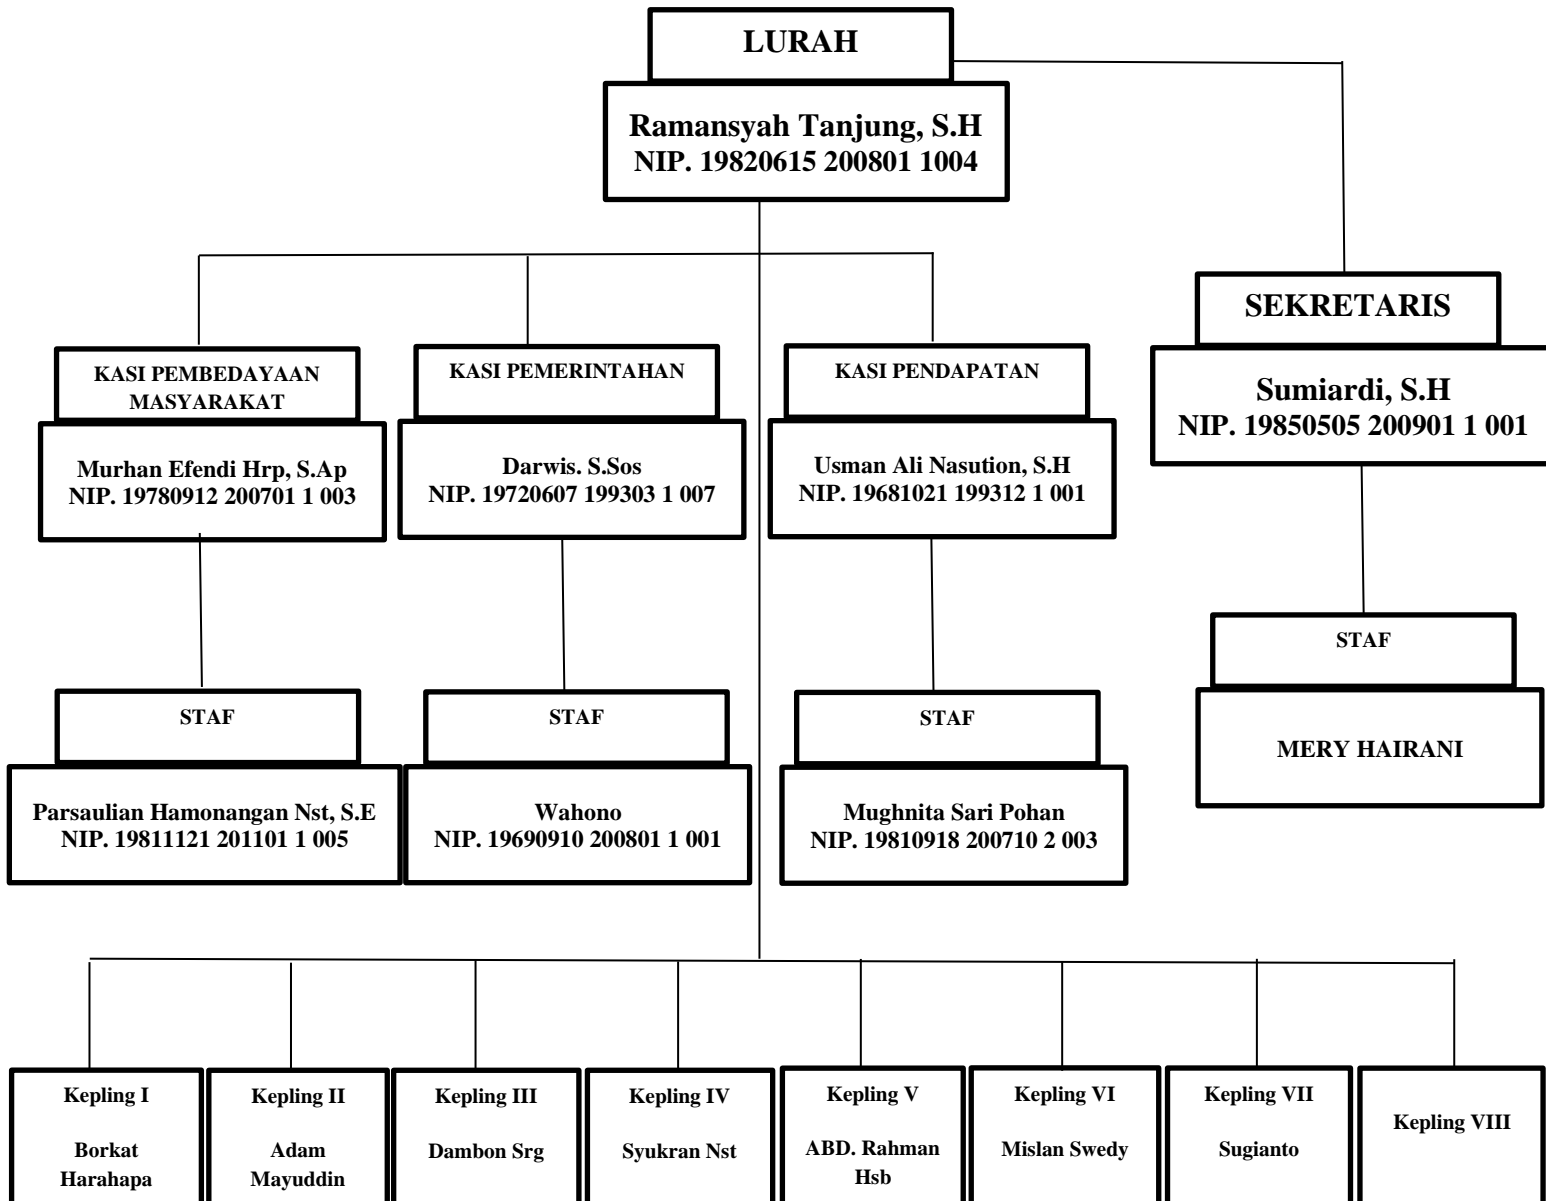 LURAH
Ramansyah Tanjung, S.H
NIP. 19820615 200801 1004
SEKRETARIS
Sumiardi, S.H
NIP. 19850505 200901 1 001
KASI PEMBEDAYAAN
MASYARAKAT
Murhan Efendi Hrp, S.Ap
NIP. 19780912 200701 1 003
KASI PEMERINTAHAN
Darwis. S.Sos
NIP. 19720607 199303 1 007
KASI PENDAPATAN
Usman Ali Nasution, S.H
NIP. 19681021 199312 1 001
STAF
MERY HAIRANI
STAF
Parsaulian Hamonangan Nst, S.E
NIP. 19811121 201101 1 005
STAF
Wahono
NIP. 19690910 200801 1 001
STAF
Mughnita Sari Pohan
NIP. 19810918 200710 2 003
Kepling I
Borkat
Harahapa
Kepling II
Adam
Mayuddin
Kepling III
Dambon Srg
Kepling IV
Syukran Nst
Kepling V
ABD. Rahman
Hsb
Kepling VI
Mislan Swedy
Kepling VII
Sugianto
Kepling VIII